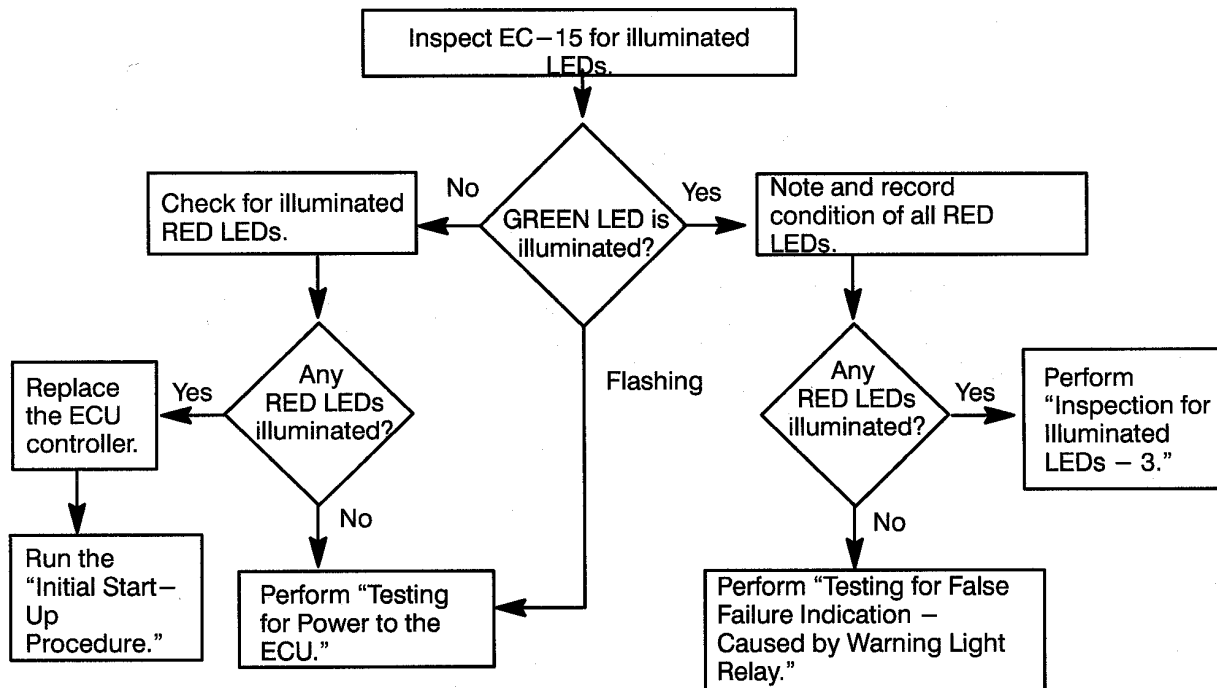 Inspect EC−15 for illuminated
LEDs.
No
Yes
GREEN LED is
illuminated?
Flashing
Check for illuminated
RED LEDs.
Any
RED LEDs
illuminated?
Yes
No
Replace
the ECU
controller.
Run the
“Initial Start−
Up
Procedure.”
Perform “Testing
for Power to the
ECU.”
Note and record
condition of all RED
LEDs.
Any
RED LEDs
illuminated?
Yes
No
Perform
“Inspection for
Illuminated
LEDs − 3.”
Perform “Testing for False
Failure Indication −
Caused by Warning Light
Relay.”